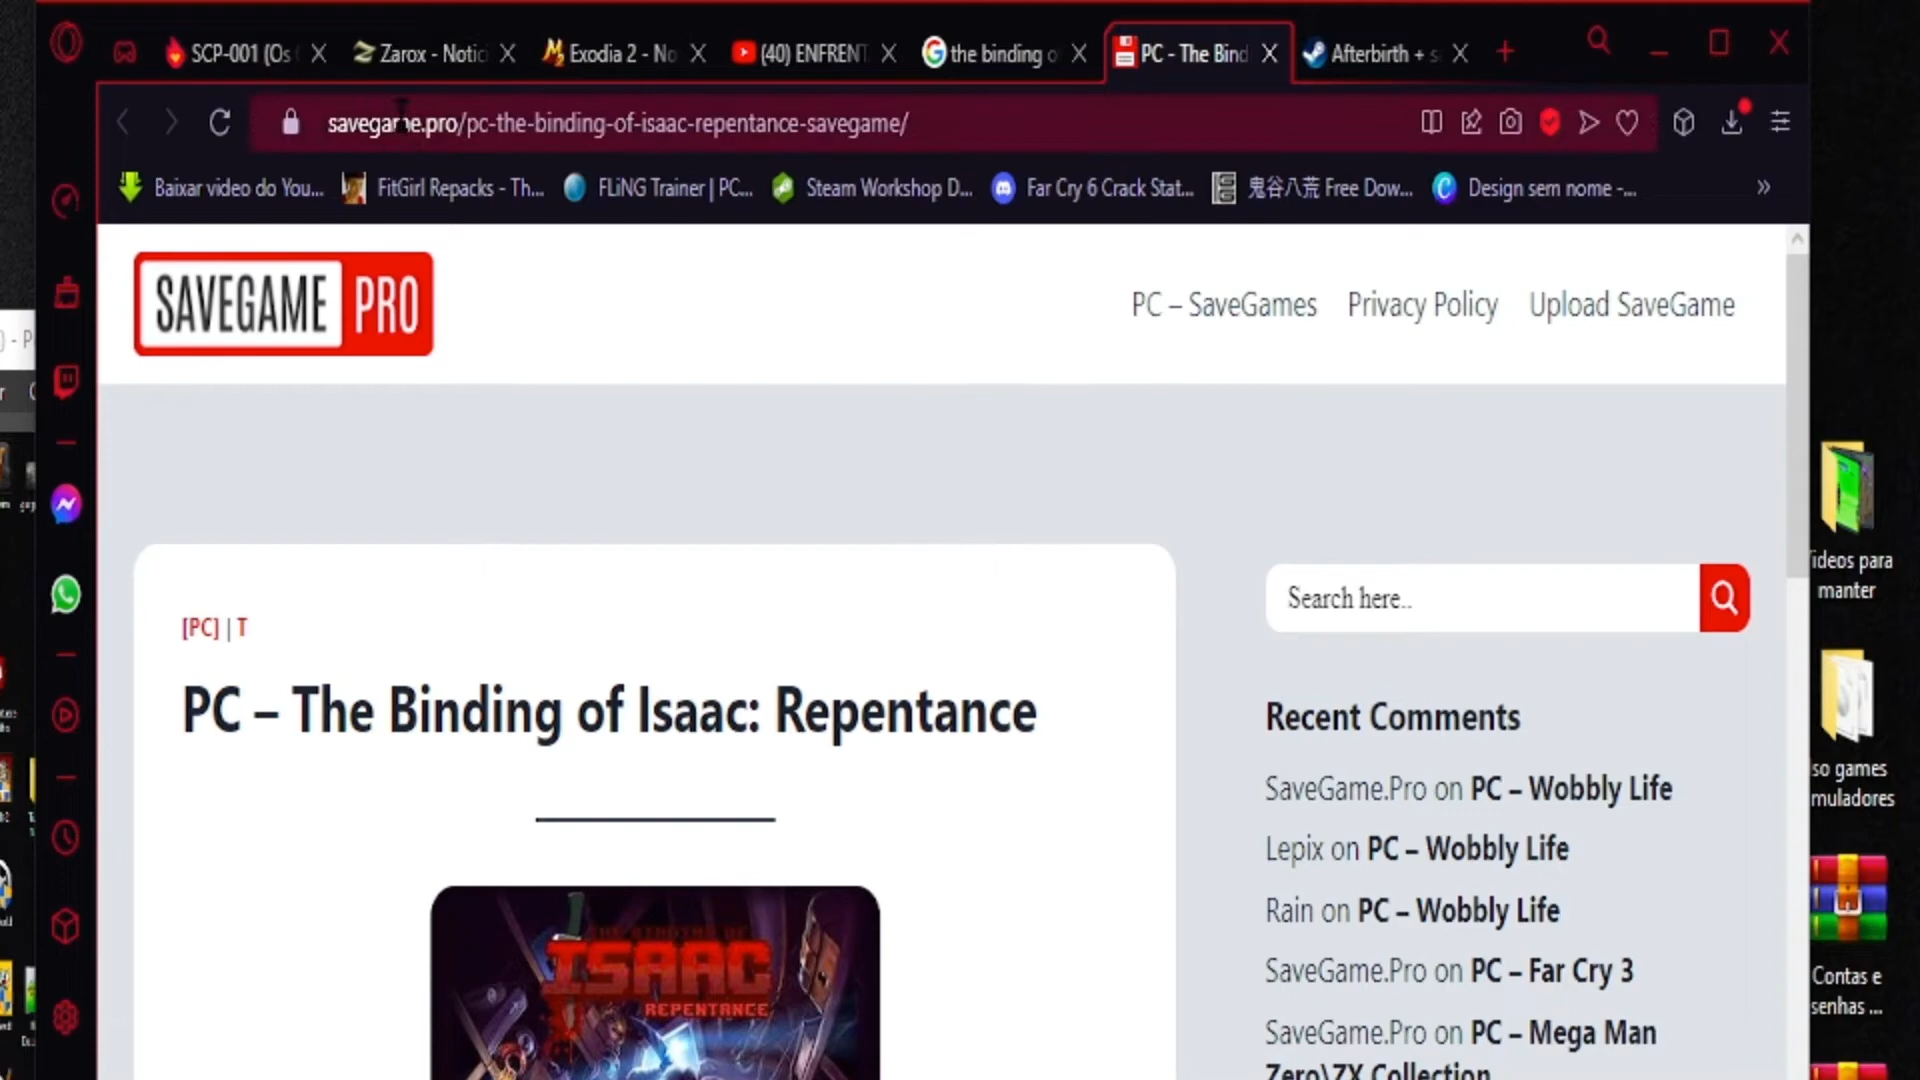 SCP-001 (Os
Zarox - Notic
Exodia 2 - No
(40) ENFRENT
the binding o
PC - The Bind
Afterbirth + s
savegame.pro/pc-the-binding-of-isaac-repentance-savegame/
Baixar video do You...
FitGirl Repacks - Th...
FLiNG Trainer | PC...
Steam Workshop D...
Far Cry 6 Crack Stat...
鬼谷八荒 Free Dow...
Design sem nome -...
»
SAVEGAME PRO
PC – SaveGames
Privacy Policy
Upload SaveGame
[PC] | T
PC – The Binding of Isaac: Repentance
ISAAC
REPENTANCE
Search here..
Recent Comments
SaveGame.Pro on PC – Wobbly Life
Lepix on PC – Wobbly Life
Rain on PC – Wobbly Life
SaveGame.Pro on PC – Far Cry 3
SaveGame.Pro on PC – Mega Man
Zero\ZX Collection
ideos para
manter
so games
muladores
Contas e
senhas ...